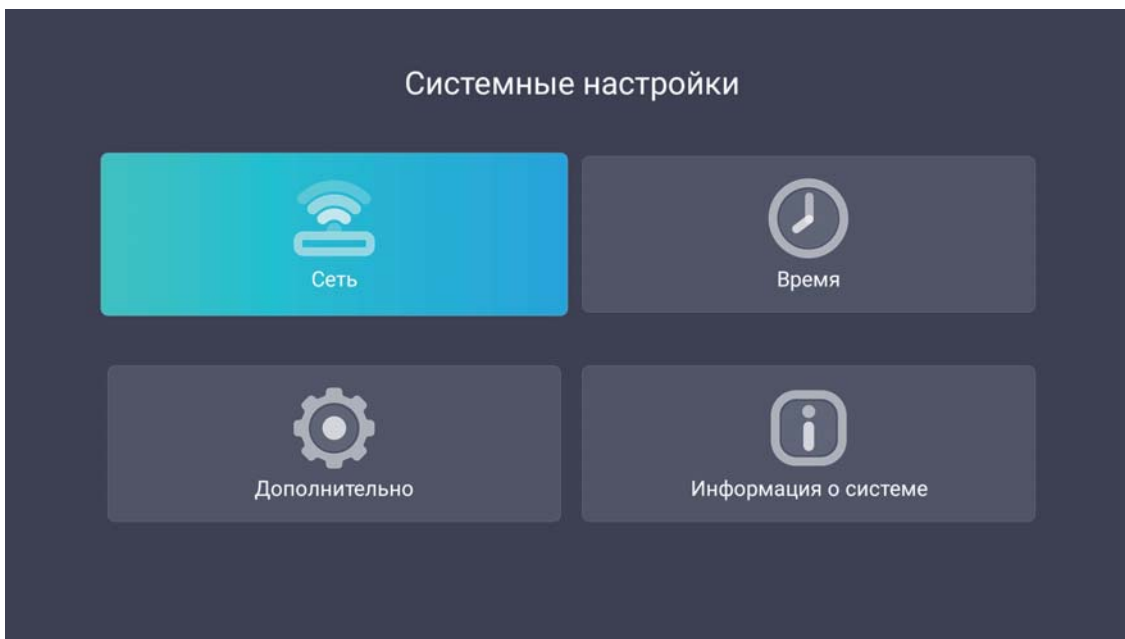 Системные настройки
Сеть
Время
Дополнительно
Информация о системе